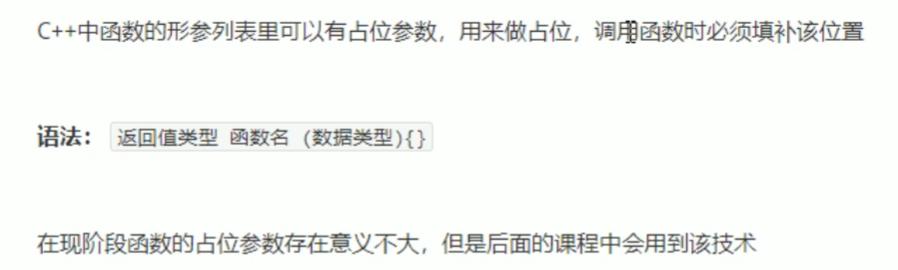 C++中函数的形参列表里可以有占位参数，用来做占位，调用函数时必须填补该位置
语法： 返回值类型 函数名 (数据类型){}
在现阶段函数的占位参数存在意义不大，但是后面的课程中会用到该技术